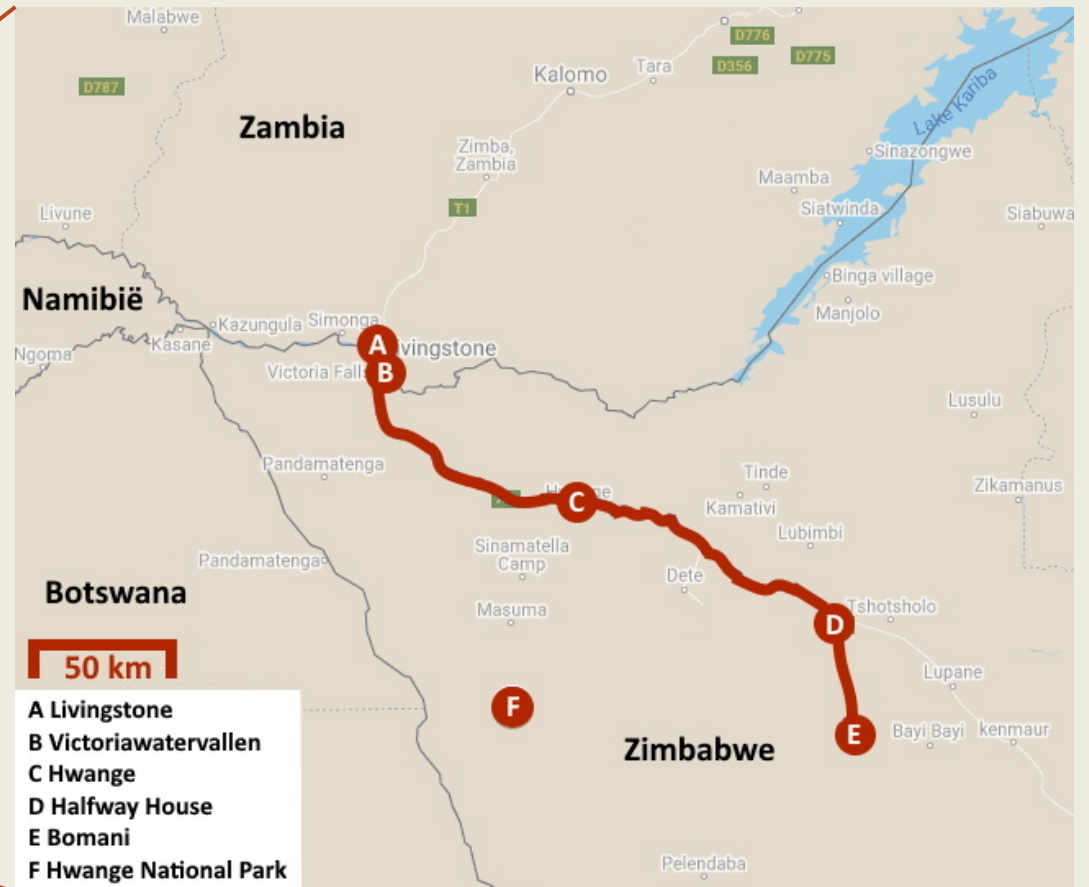 Malabwe
D776
D775
D356
Tara
Kalomo
D787
Zambia
Lake Kariba
Zimba,
Zambia
Sinazongwe
Maamba
T1
Siatwinda
Livune
Siabuwa
Binga village
Namibië
Manjolo
Kazungula
Simonga
A
ivingstone
Kasane
Ngoma
Victoria Falls
B
Lusulu
Pandamatenga
Tinde
Zikamanus
C
Kamativi
Lubimbi
Sinamatella
Camp
Pandamatenga
Dete
Botswana
Masuma
Tshotsholo
D
50 km
Lupane
F
E
Bayi Bayi
kenmaur
Zimbabwe
A Livingstone
B Victoriawatervallen
C Hwange
D Halfway House
E Bomani
F Hwange National Park
Pelendaba